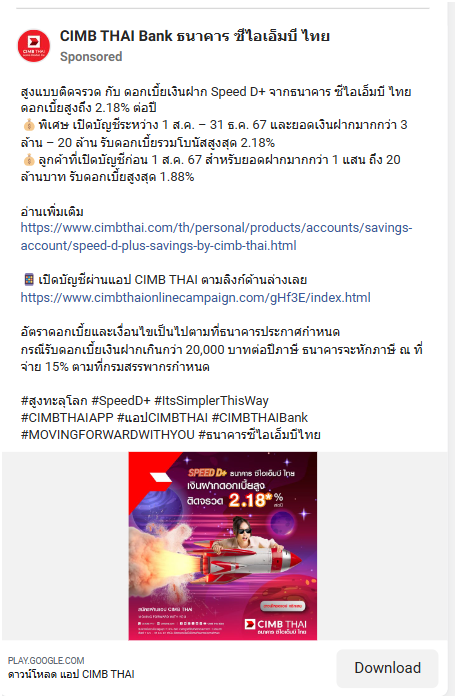 CIMB THAI Bank ธนาคาร ซีไอเอ็มบี ไทย
Sponsored
สูงแบบติดจรวด กับ ดอกเบี้ยเงินฝาก Speed D+ จากธนาคาร ซีไอเอ็มบี ไทย
ดอกเบี้ยสูงถึง 2.18% ต่อปี
💰 พิเศษ เปิดบัญชีระหว่าง 1 ส.ค. – 31 ธ.ค. 67 และยอดเงินฝากมากกว่า 3
ล้าน – 20 ล้าน รับดอกเบี้ยรวมโบนัสสูงสุด 2.18%
💰 ลูกค้าที่เปิดบัญชีก่อน 1 ส.ค. 67 สำหรับยอดฝากมากกว่า 1 แสน ถึง 20
ล้านบาท รับดอกเบี้ยสูงสุด 1.88%
อ่านเพิ่มเติม
https://www.cimbthai.com/th/personal/products/accounts/savings-
account/speed-d-plus-savings-by-cimb-thai.html
📱 เปิดบัญชีผ่านแอป CIMB THAI ตามลิงก์ด้านล่างเลย
https://www.cimbthaionlinecampaign.com/gHf3E/index.html
อัตราดอกเบี้ยและเงื่อนไขเป็นไปตามที่ธนาคารประกาศกำหนด
กรณีรับดอกเบี้ยเงินฝากเกินกว่า 20,000 บาทต่อปีภาษี ธนาคารจะหักภาษี ณ ที่
จ่าย 15% ตามที่กรมสรรพากรกำหนด
#สูงทะลุโลก #SpeedD+ #ItsSimplerThisWay
#CIMBTHAIAPP #แอปCIMBTHAI #CIMBTHAIBank
#MOVINGFORWARDWITHYOU #ธนาคารซีไอเอ็มบีไทย
SPEED D+ ธนาคาร ซีไอเอ็มบี ไทย
เงินฝากดอกเบี้ยสูง
ติดจรวด 2.18*%
ต่อปี
CIMB THAI
ธนาคาร ซีไอเอ็มบี ไทย
PLAY.GOOGLE.COM
ดาวน์โหลด แอป CIMB THAI
Download